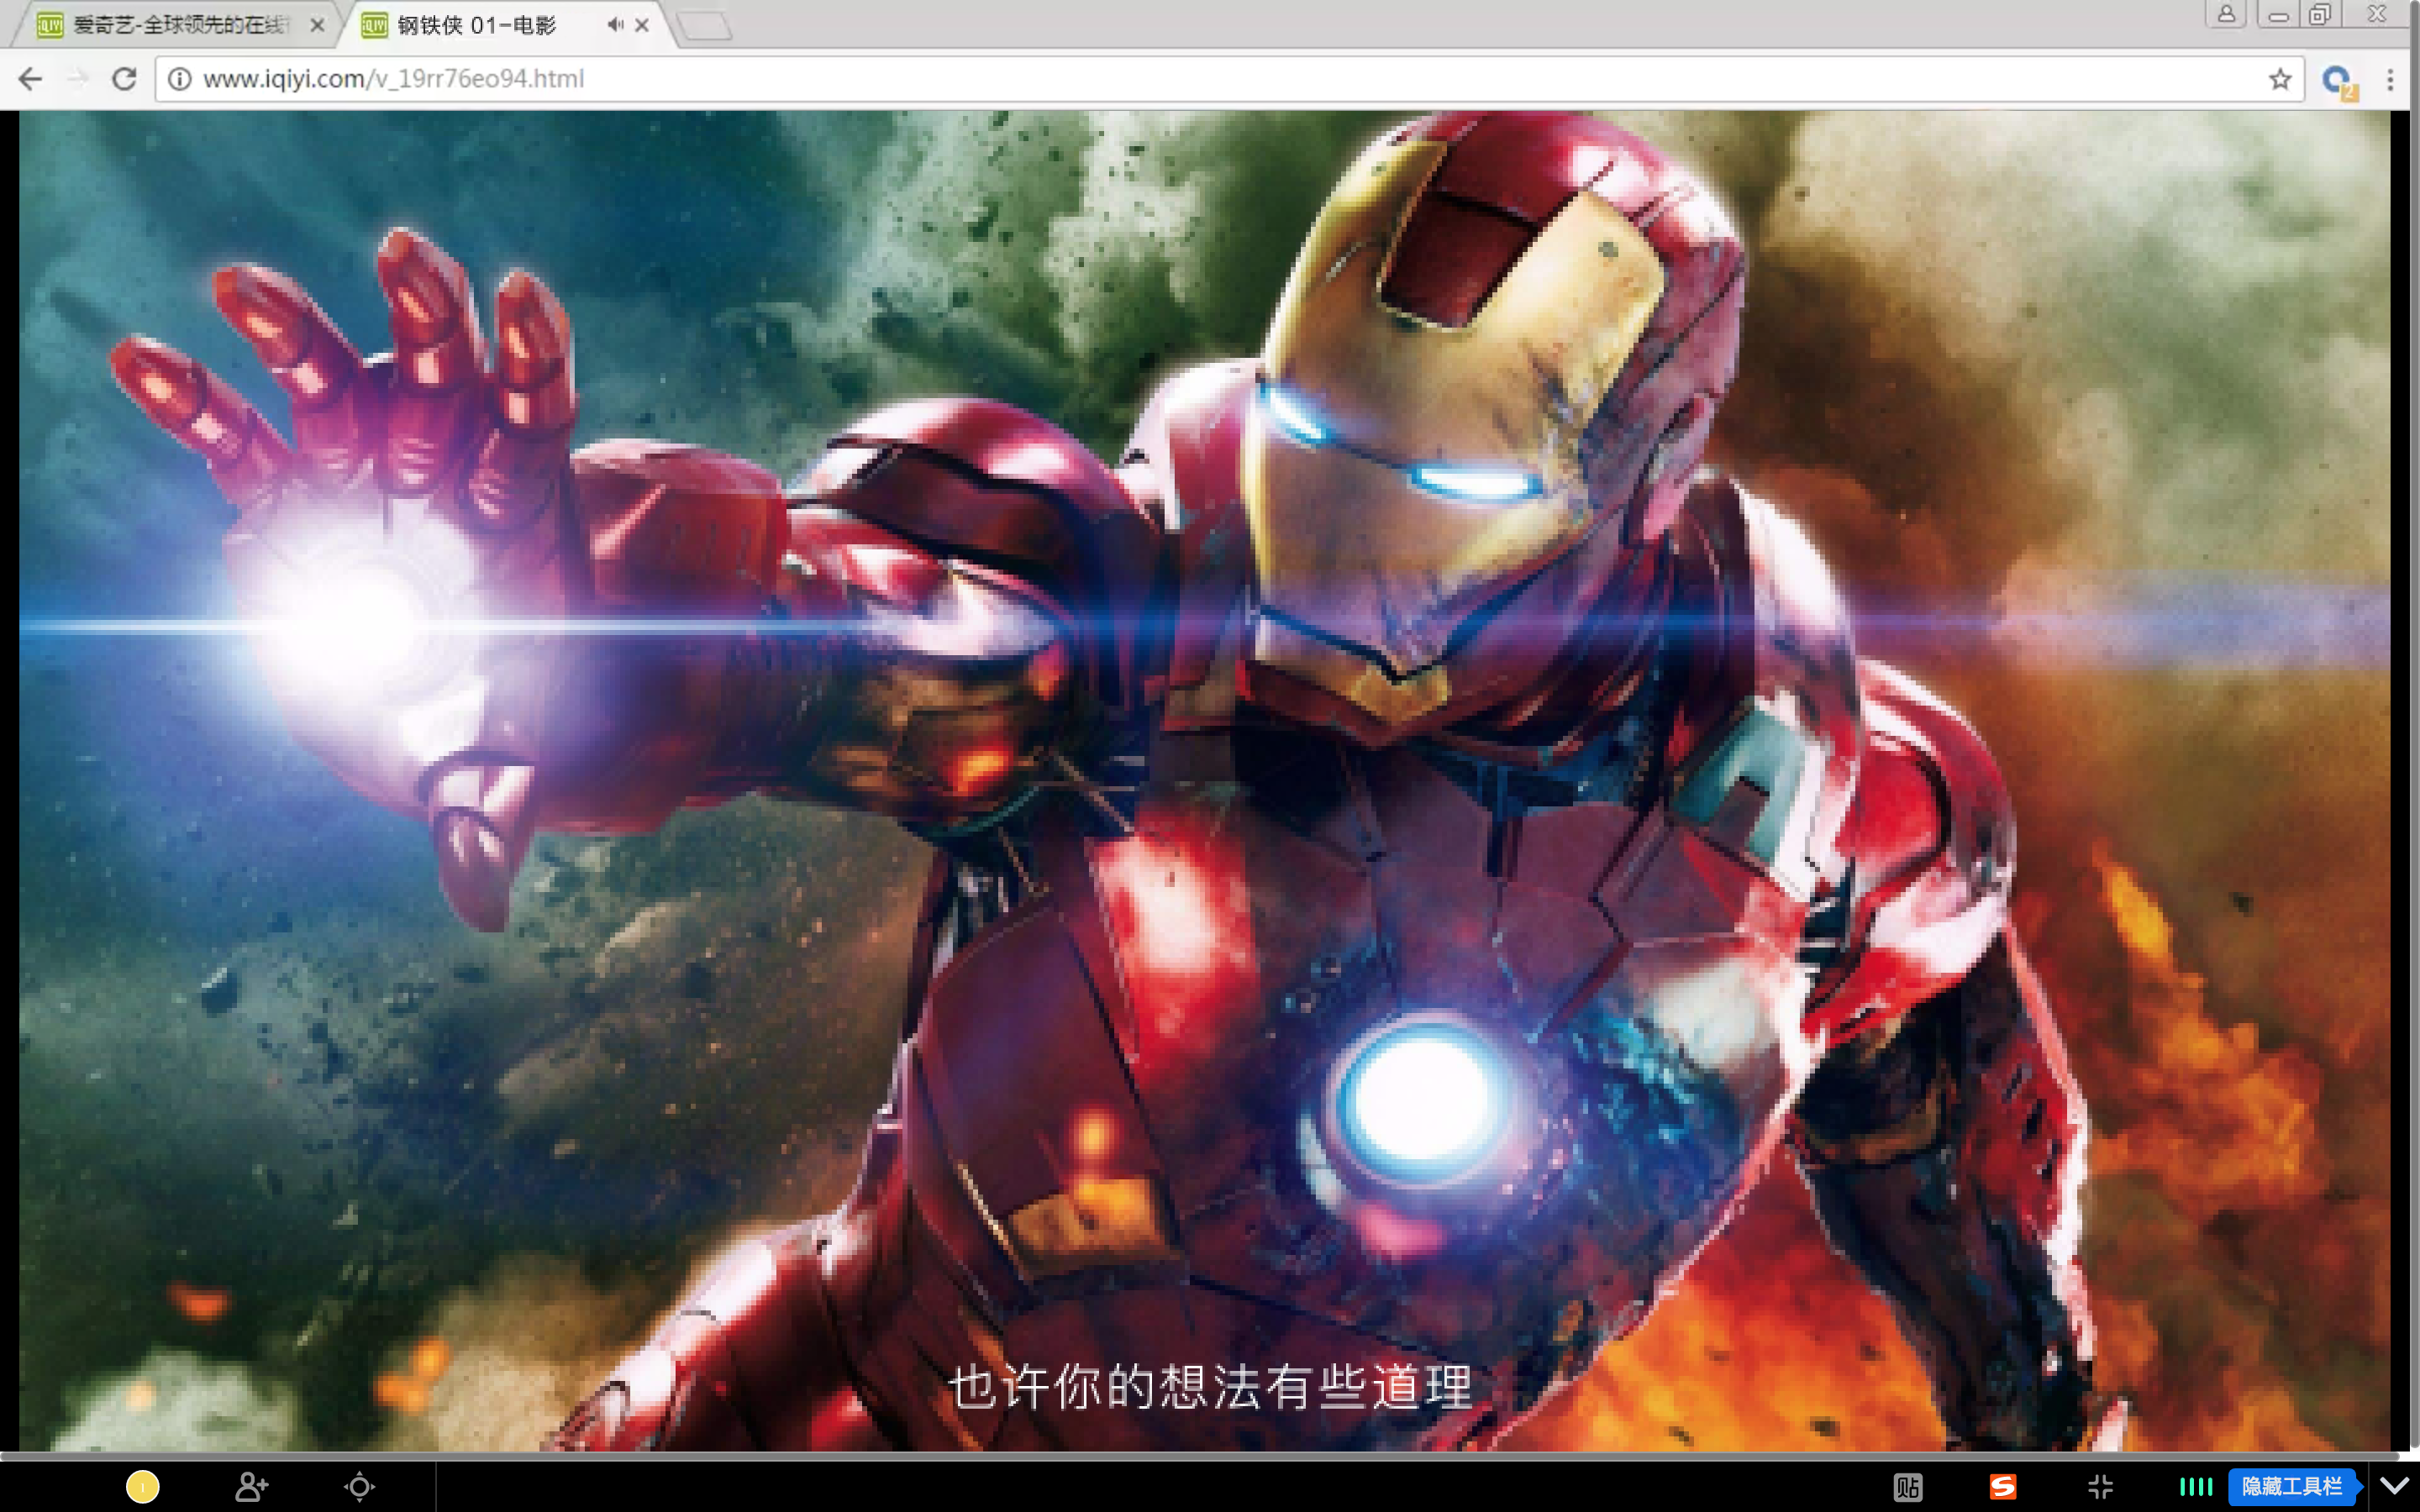 爱奇艺-全球领先的在线
钢铁侠 01-电影
www.iqiyi.com/v_19rr76eo94.html
2
也许你的想法有些道理
贴
隐藏工具栏